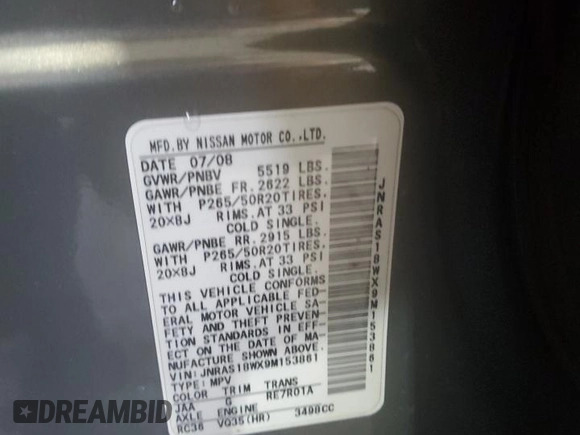 MFD.BY NISSAN MOTOR CO.,LTD.
DATE 07/08
GVWR/PNBV 5519 LBS.
GAWR/PNBE FR.2622 LBS.
WITH P265/50R20TIRES.
20X8J RIMS.AT 33 PSI
COLD SINGLE.
GAWR/PNBE RR.2915 LBS.
WITH P265/50R20TIRES.
20X8J RIMS.AT 33 PSI
COLD SINGLE.
THIS VEHICLE CONFORMS
TO ALL APPLICABLE FED-
ERAL MOTOR VEHICLE SA-
FETY AND THEFT PREVEN-
TION STANDARDS IN EFF-
ECT ON THE DATE OF MA-
NUFACTURE SHOWN ABOVE.
VIN:JNRAS18WX9M153861
TYPE:MPV
COLOR TRIM TRANS
JAA G RE7R01A
AXLE ENGINE
RC36 VQ35(HR) 3498CC
JNRAS18WX9M153861
DREAMBID